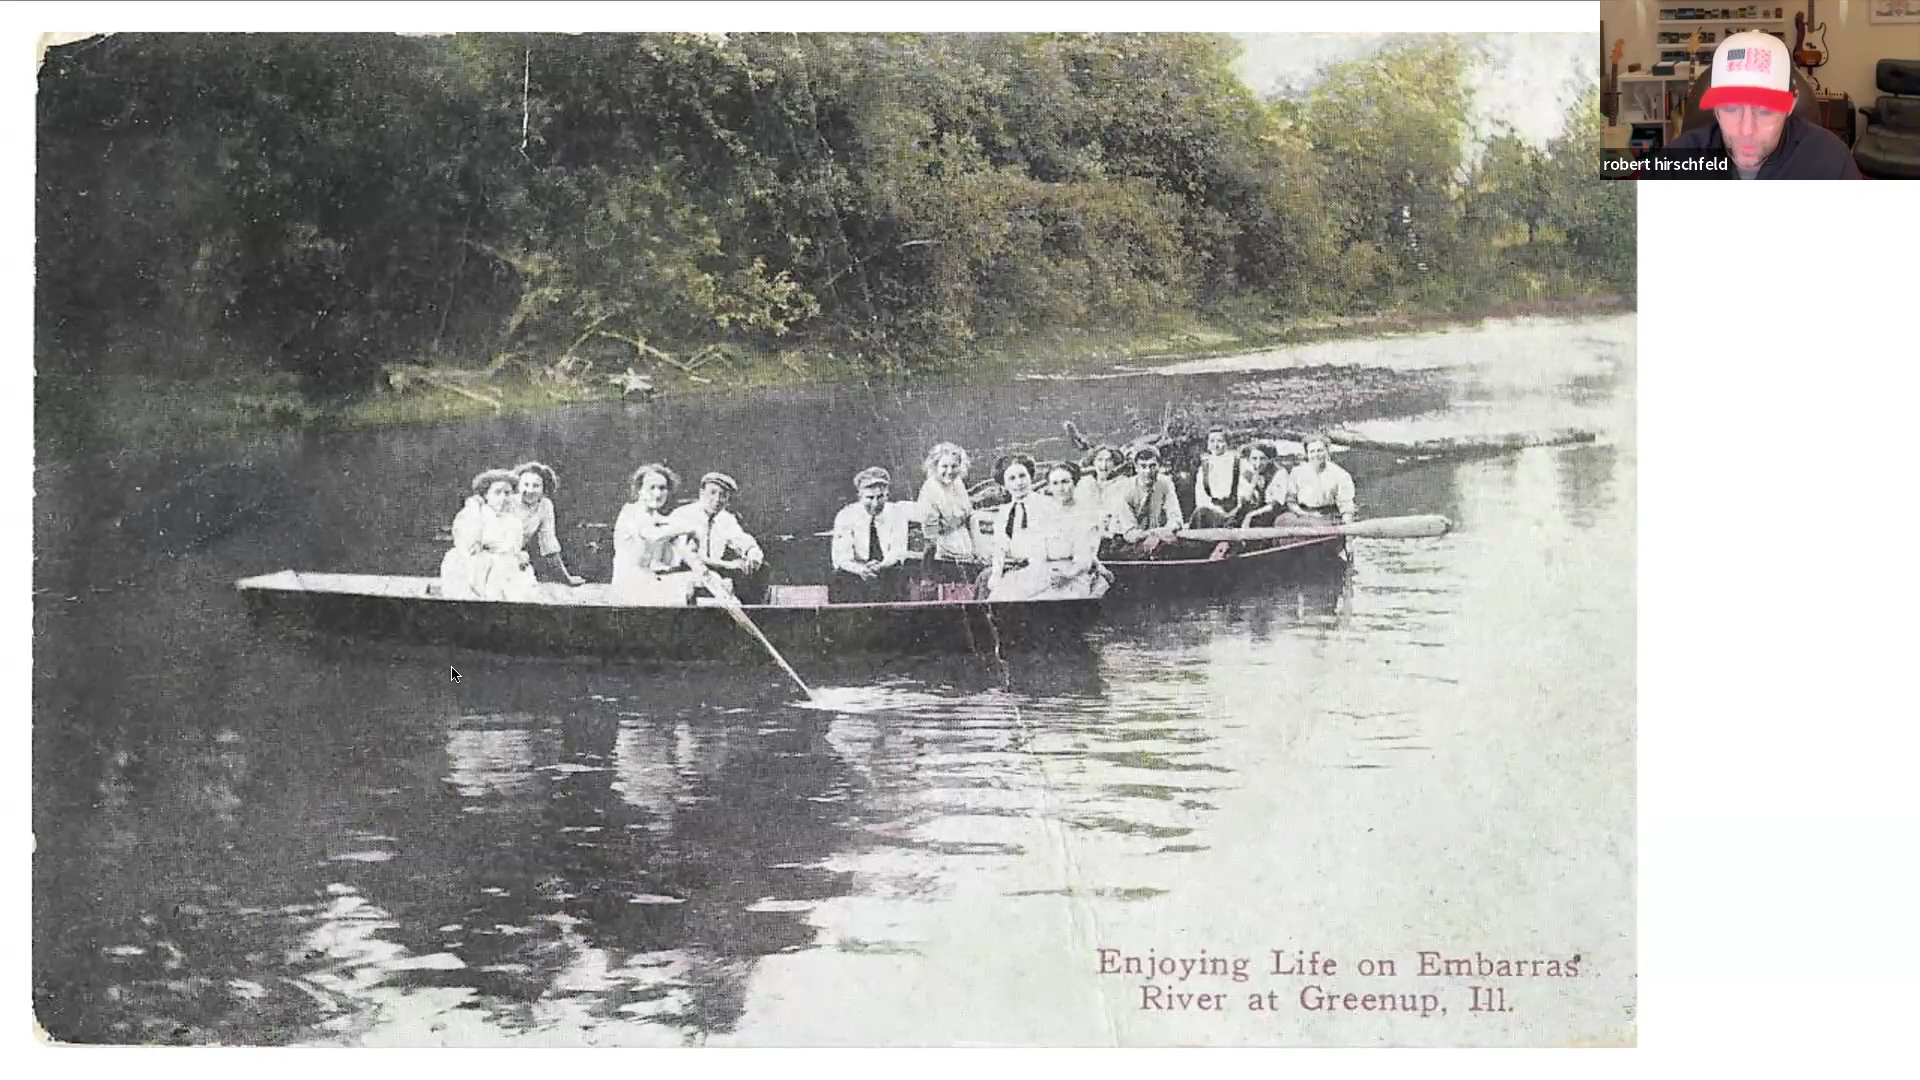 robert hirschfeld
Enjoying Life on Embarras
River at Greenup, Ill.